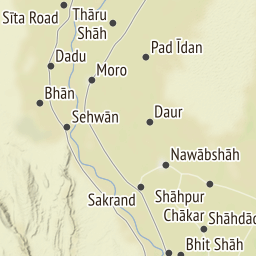 Sīta Road
Thāru
Shāh
Pad Īdan
Dadu
Moro
Bhān
Daur
Sehwān
Nawābshāh
Sakrand
Shāhpur
Chākar
Shāhdād
Bhit Shāh